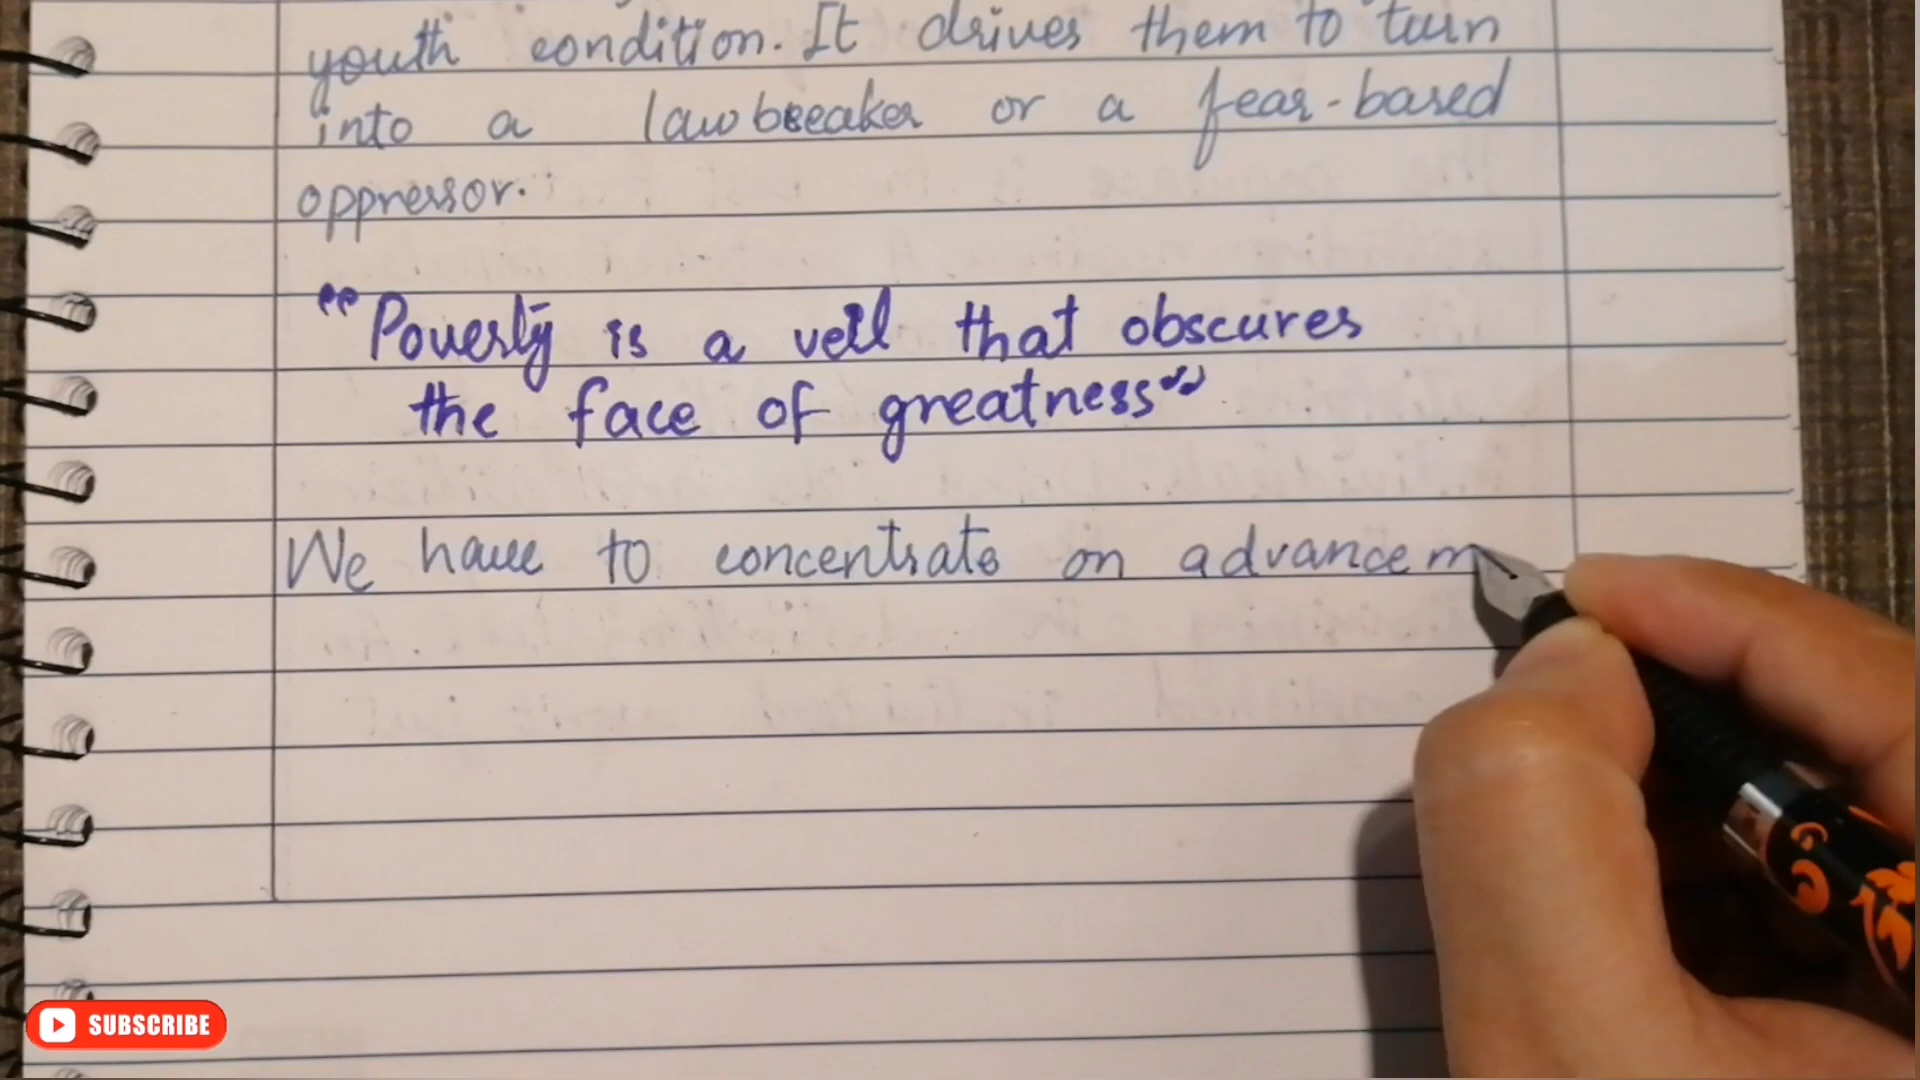 youth condition. It drives them to turn
into a lawbreaker or a fear-based
oppressor.
"Poverty is a veil that obscures
the face of greatness"
We have to concentrate on advancem
SUBSCRIBE